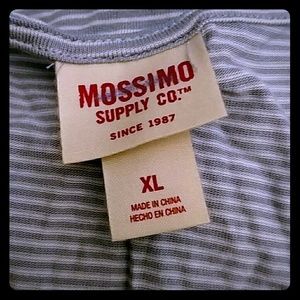 MOSSIMO
SUPPLY CO.™
SINCE 1987
XL
MADE IN CHINA
HECHO EN CHINA